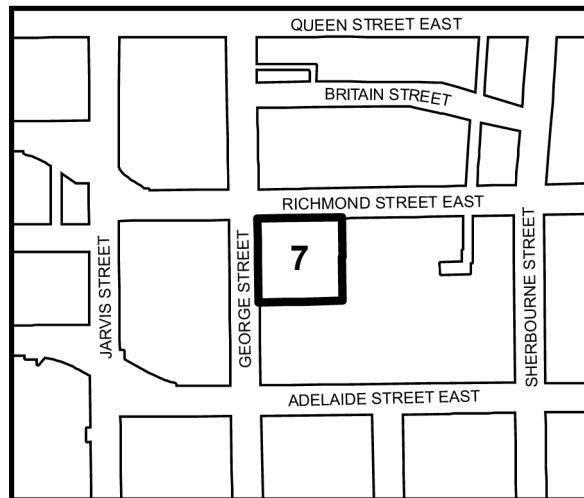 QUEEN STREET EAST
BRITAIN STREET
RICHMOND STREET EAST
JARVIS STREET
GEORGE STREET
7
SHERBOURNE STREET
ADELAIDE STREET EAST